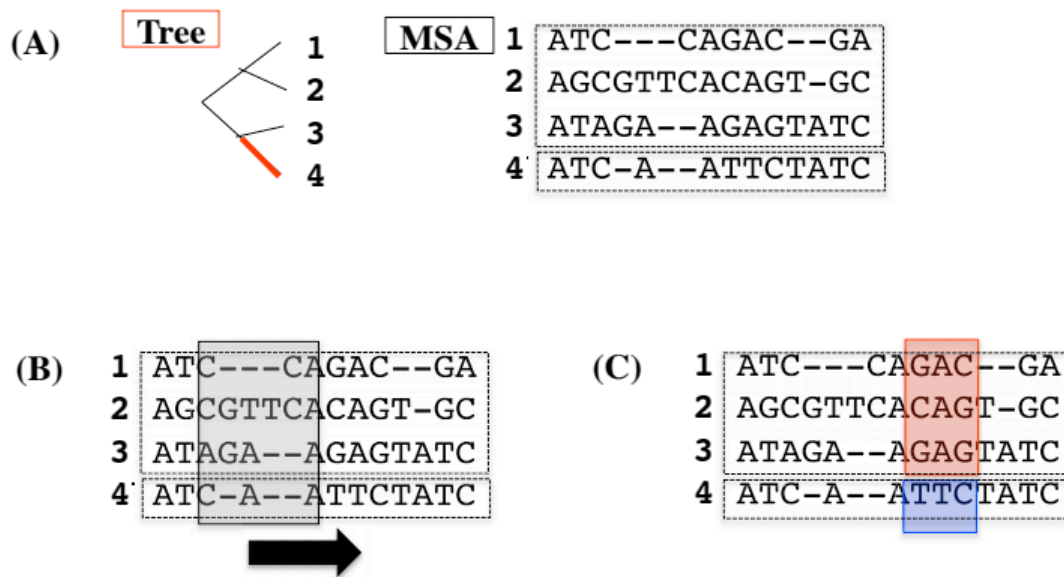 (A) Tree MSA
1
2
3
4
1 ATC---CAGAC--GA
2 AGCGTTCACAGT-GC
3 ATAGA--AGAGTATC
4 ATC-A--ATTCTATC
(B)
1 ATC---CAGAC--GA
2 AGCGTTCACAGT-GC
3 ATAGA--AGAGTATC
4 ATC-A--ATTCTATC
(C)
1 ATC---CAGAC--GA
2 AGCGTTCACAGT-GC
3 ATAGA--AGAGTATC
4 ATC-A--ATTCTATC